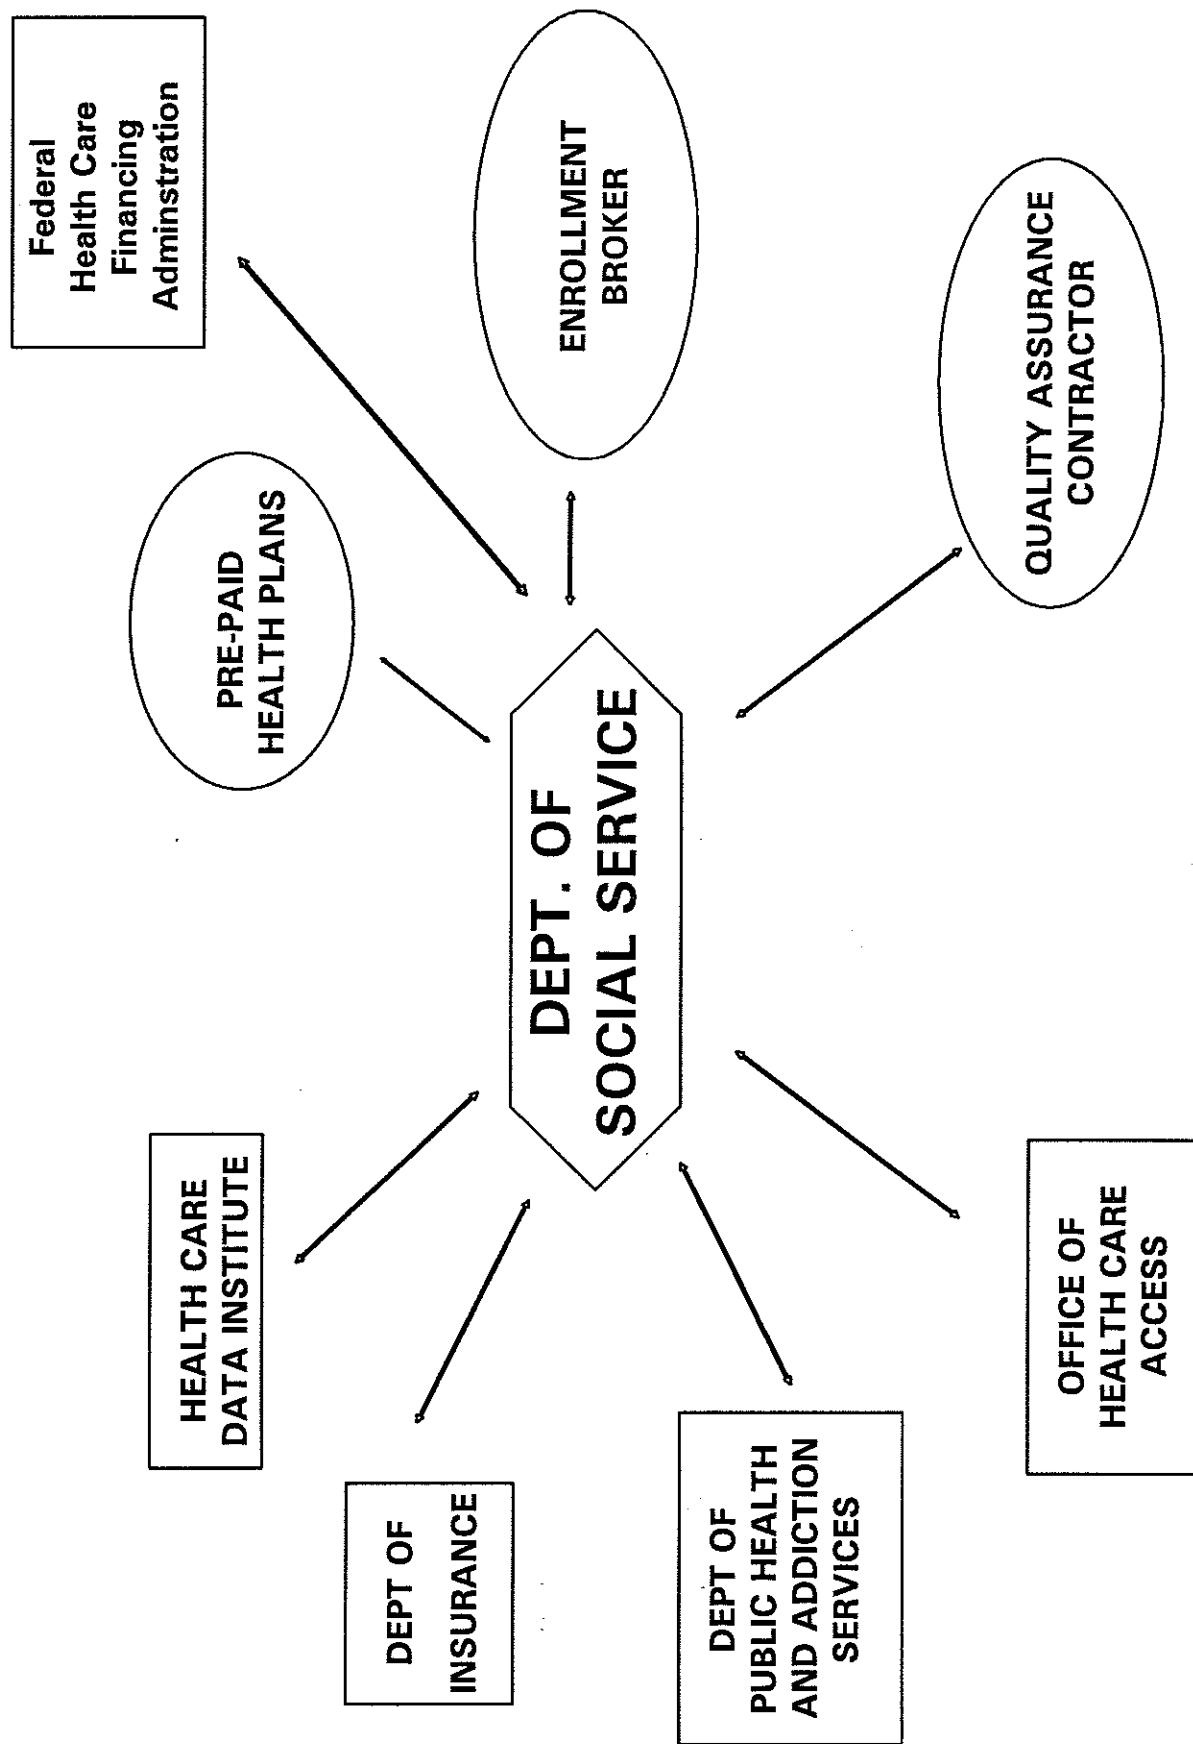 Federal
Health Care
Financing
Adminstration
PRE-PAID
HEALTH PLANS
HEALTH CARE
DATA INSTITUTE
ENROLLMENT
BROKER
DEPT. OF
SOCIAL SERVICE
DEPT OF
INSURANCE
DEPT OF
PUBLIC HEALTH
AND ADDICTION
SERVICES
QUALITY ASSURANCE
CONTRACTOR
OFFICE OF
HEALTH CARE
ACCESS